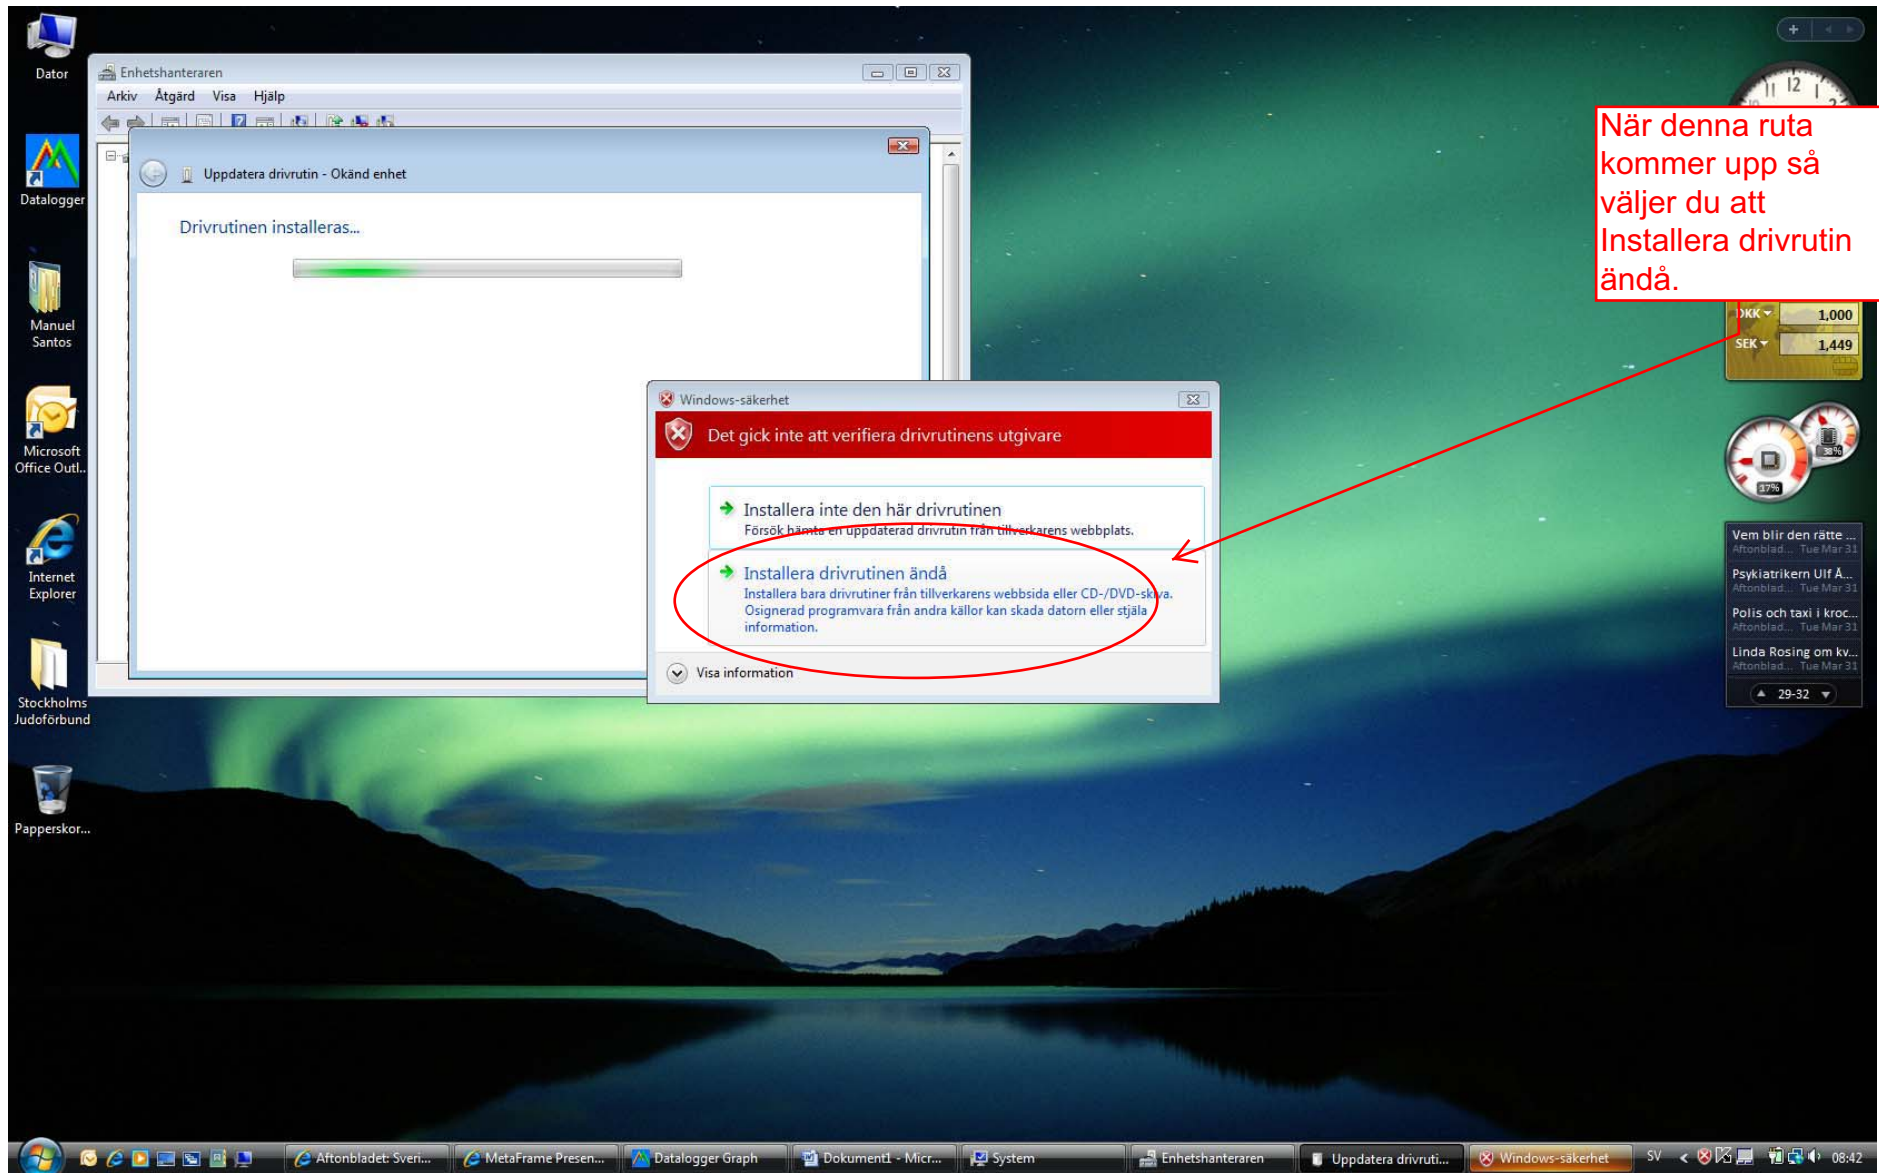 Dator
Datalogger
Manuel
Santos
Microsoft
Office Outl...
Internet
Explorer
Stockholms
Judoförbund
Papperskor...
Enhetshanteraren
Arkiv Åtgärd Visa Hjälp
Uppdatera drivrutin - Okänd enhet
Drivrutinen installeras...
Windows-säkerhet
Det gick inte att verifiera drivrutinens utgivare
Installera inte den här drivrutinen
Försök hämta en uppdaterad drivrutin från tillverkarens webbplats.
Installera drivrutinen ändå
Installera bara drivrutiner från tillverkarens webbsida eller CD-/DVD-skiva.
Osignerad programvara från andra källor kan skada datorn eller stjäla
information.
Visa information
11 12 1
När denna ruta
kommer upp så
väljer du att
Installera drivrutin
ändå.
DKK 1,000
SEK 1,449
38%
17%
Vem blir den rätte ...
Aftonblad... Tue Mar 31
Psykiatrikern Ulf Å...
Aftonblad... Tue Mar 31
Polis och taxi i kroc...
Aftonblad... Tue Mar 31
Linda Rosing om kv...
Aftonblad... Tue Mar 31
29-32
Aftonbladet: Sveri... MetaFrame Presen... Datalogger Graph Dokument1 - Micr... System Enhetshanteraren Uppdatera drivruti... Windows-säkerhet SV 08:42